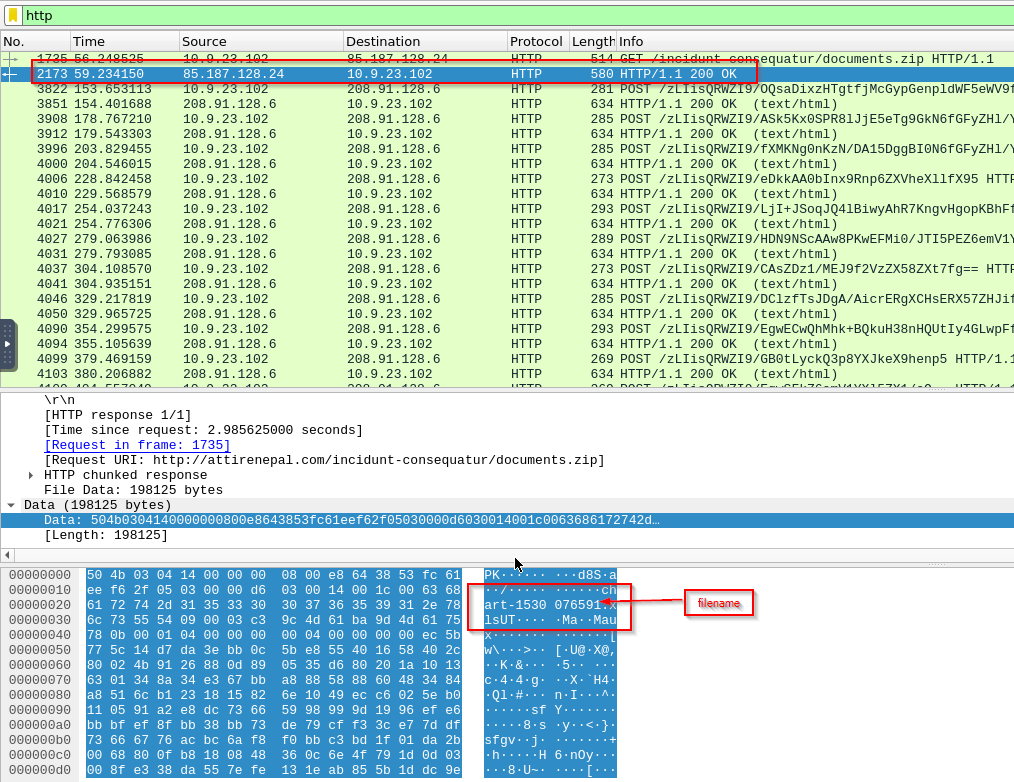 http
No. Time Source Destination Protocol Length Info
1735 56.248525 10.9.23.102 85.187.128.24 HTTP 514 GET /incidunt-consequatur/documents.zip HTTP/1.1
2173 59.234150 85.187.128.24 10.9.23.102 HTTP 580 HTTP/1.1 200 OK
3822 153.653113 10.9.23.102 208.91.128.6 HTTP 281 POST /zLIisQRWZI9/OQsaDixzHTgtfjMcGypGenpldWF5eWV9f
3851 154.401688 208.91.128.6 10.9.23.102 HTTP 634 HTTP/1.1 200 OK (text/html)
3908 178.767210 10.9.23.102 208.91.128.6 HTTP 285 POST /zLIisQRWZI9/ASk5Kx0SPR8lJjE5eTg9GkN6fGFyZHl/Y
3912 179.543303 208.91.128.6 10.9.23.102 HTTP 634 HTTP/1.1 200 OK (text/html)
3996 203.829455 10.9.23.102 208.91.128.6 HTTP 285 POST /zLIisQRWZI9/fXMKNg0nKzN/DA15DggBI0N6fGFyZHl/Y
4000 204.546015 208.91.128.6 10.9.23.102 HTTP 634 HTTP/1.1 200 OK (text/html)
4006 228.842458 10.9.23.102 208.91.128.6 HTTP 273 POST /zLIisQRWZI9/eDkkAA0bInx9Rnp6ZXVheXllfX95 HTTP
4010 229.568579 208.91.128.6 10.9.23.102 HTTP 634 HTTP/1.1 200 OK (text/html)
4017 254.037243 10.9.23.102 208.91.128.6 HTTP 293 POST /zLIisQRWZI9/LjI+JSoqJQ4lBiwyAhR7KngvHgopKBhFf
4021 254.776306 208.91.128.6 10.9.23.102 HTTP 634 HTTP/1.1 200 OK (text/html)
4027 279.063986 10.9.23.102 208.91.128.6 HTTP 289 POST /zLIisQRWZI9/HDN9NScAAw8PKwEFMi0/JTI5PEZ6emV1Y
4031 279.793085 208.91.128.6 10.9.23.102 HTTP 634 HTTP/1.1 200 OK (text/html)
4037 304.108570 10.9.23.102 208.91.128.6 HTTP 273 POST /zLIisQRWZI9/CAsZDz1/MEJ9f2VzZX58ZXt7fg== HTTP
4041 304.935151 208.91.128.6 10.9.23.102 HTTP 634 HTTP/1.1 200 OK (text/html)
4046 329.217819 10.9.23.102 208.91.128.6 HTTP 285 POST /zLIisQRWZI9/DClzfTsJDgA/AicrERgXCHsERX57ZHJif
4050 329.965725 208.91.128.6 10.9.23.102 HTTP 634 HTTP/1.1 200 OK (text/html)
4090 354.299575 10.9.23.102 208.91.128.6 HTTP 293 POST /zLIisQRWZI9/EgwECwQhMhk+BQkuH38nHQUtIy4GLwpFf
4094 355.105639 208.91.128.6 10.9.23.102 HTTP 634 HTTP/1.1 200 OK (text/html)
4099 379.469159 10.9.23.102 208.91.128.6 HTTP 269 POST /zLIisQRWZI9/GB0tLyckQ3p8YXJkeX9henp5 HTTP/1.1
4103 380.206882 208.91.128.6 10.9.23.102 HTTP 634 HTTP/1.1 200 OK (text/html)
\r\n
[HTTP response 1/1]
[Time since request: 2.985625000 seconds]
[Request in frame: 1735]
[Request URI: http://attirenepal.com/incidunt-consequatur/documents.zip]
HTTP chunked response
File Data: 198125 bytes
Data (198125 bytes)
Data: 504b0304140000000800e8643853fc61eef62f05030000d6030014001c0063686172742d…
[Length: 198125]
00000000 50 4b 03 04 14 00 00 00 08 00 e8 64 38 53 fc 61 PK······ ···d8S·a
00000010 ee f6 2f 05 03 00 00 d6 03 00 14 00 1c 00 63 68 ··/····· ······ch
00000020 61 72 74 2d 31 35 33 30 30 37 36 35 39 31 2e 78 art-1530 076591·x
00000030 6c 73 55 54 09 00 03 c3 9c 4d 61 ba 9d 4d 61 75 lsUT···· ·Ma··Mau
00000040 78 0b 00 01 04 00 00 00 00 04 00 00 00 00 ec 5b x······· ·······[
00000050 77 5c 14 d7 da 3e bb 0c 5b e8 55 40 16 58 40 2c w\···>·· [·U@·X@,
00000060 80 02 4b 91 26 88 0d 89 05 35 d6 80 20 1a 10 13 ··K·&··· ·5·· ···
00000070 63 01 34 8a 34 e3 67 bb a8 88 58 88 60 48 34 84 c·4·4·g· ··X·`H4·
00000080 a8 51 6c b1 23 18 15 82 6e 10 49 ec c6 02 5e b0 ·Ql·#··· n·I···^·
00000090 11 05 91 a2 e8 dc 73 66 59 98 99 9d 19 96 ef e6 ······sf Y·······
000000a0 bb bf ef 8f bb 38 bb 73 de 79 cf f3 3c e7 7d df ·····8·s ·y··<·}·
000000b0 73 66 67 76 ac bc 6a f8 f0 bb c3 bd 1f 01 da 2b sfgv··j· ·······+
000000c0 00 68 80 0f b8 18 08 48 36 0c 6e 4f 79 1d 0d 03 ·h·····H 6·nOy···
000000d0 00 8f e3 38 da 55 7e fe 13 1e ab 85 5b 1d dc 9e ···8·U~· ····[···
filename